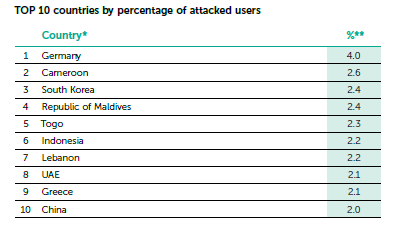 TOP 10 countries by percentage of attacked users
Country* %**
1 Germany 4.0
2 Cameroon 2.6
3 South Korea 2.4
4 Republic of Maldives 2.4
5 Togo 2.3
6 Indonesia 2.2
7 Lebanon 2.2
8 UAE 2.1
9 Greece 2.1
10 China 2.0